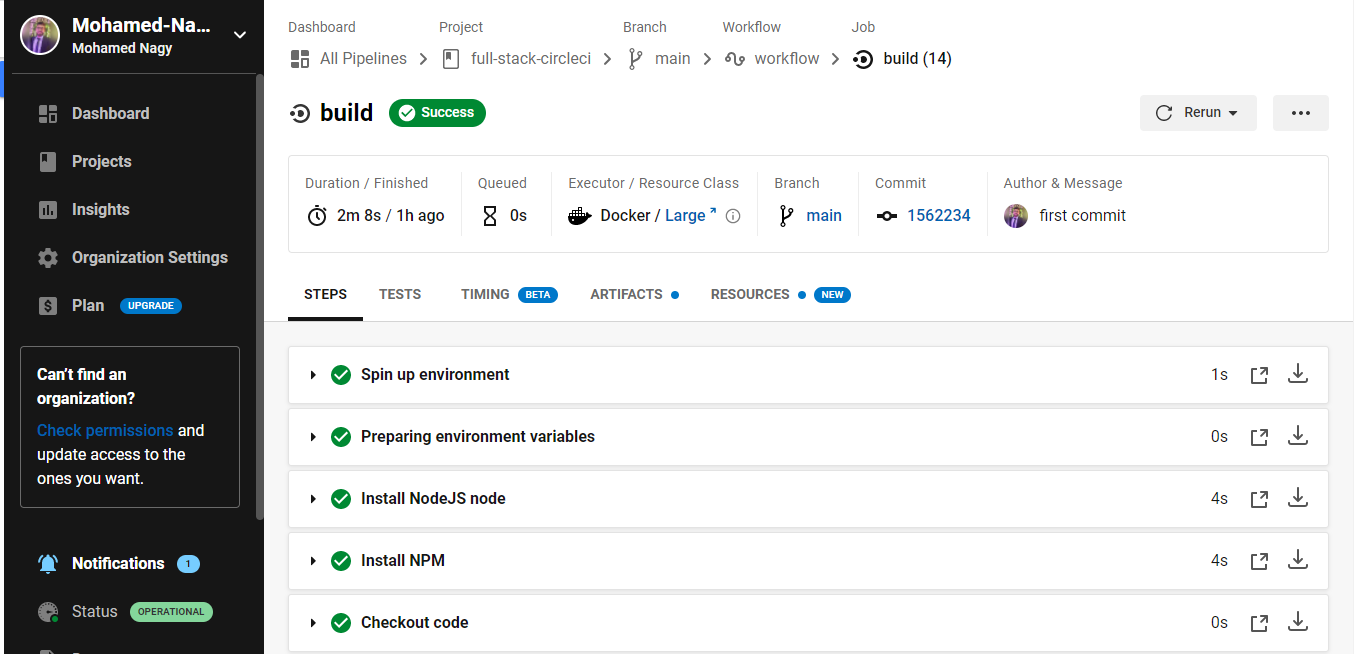 Mohamed-Na...
Mohamed Nagy
Dashboard
Projects
Insights
Organization Settings
Plan UPGRADE
Can't find an
organization?
Check permissions and
update access to the
ones you want.
Notifications 1
Status OPERATIONAL
Dashboard Project Branch Workflow Job
All Pipelines full-stack-circleci main workflow build (14)
build Success Rerun
Duration / Finished Queued Executor / Resource Class Branch Commit Author & Message
2m 8s / 1h ago 0s Docker / Large main 1562234 first commit
STEPS TESTS TIMING BETA ARTIFACTS RESOURCES NEW
Spin up environment 1s
Preparing environment variables 0s
Install NodeJS node 4s
Install NPM 4s
Checkout code 0s